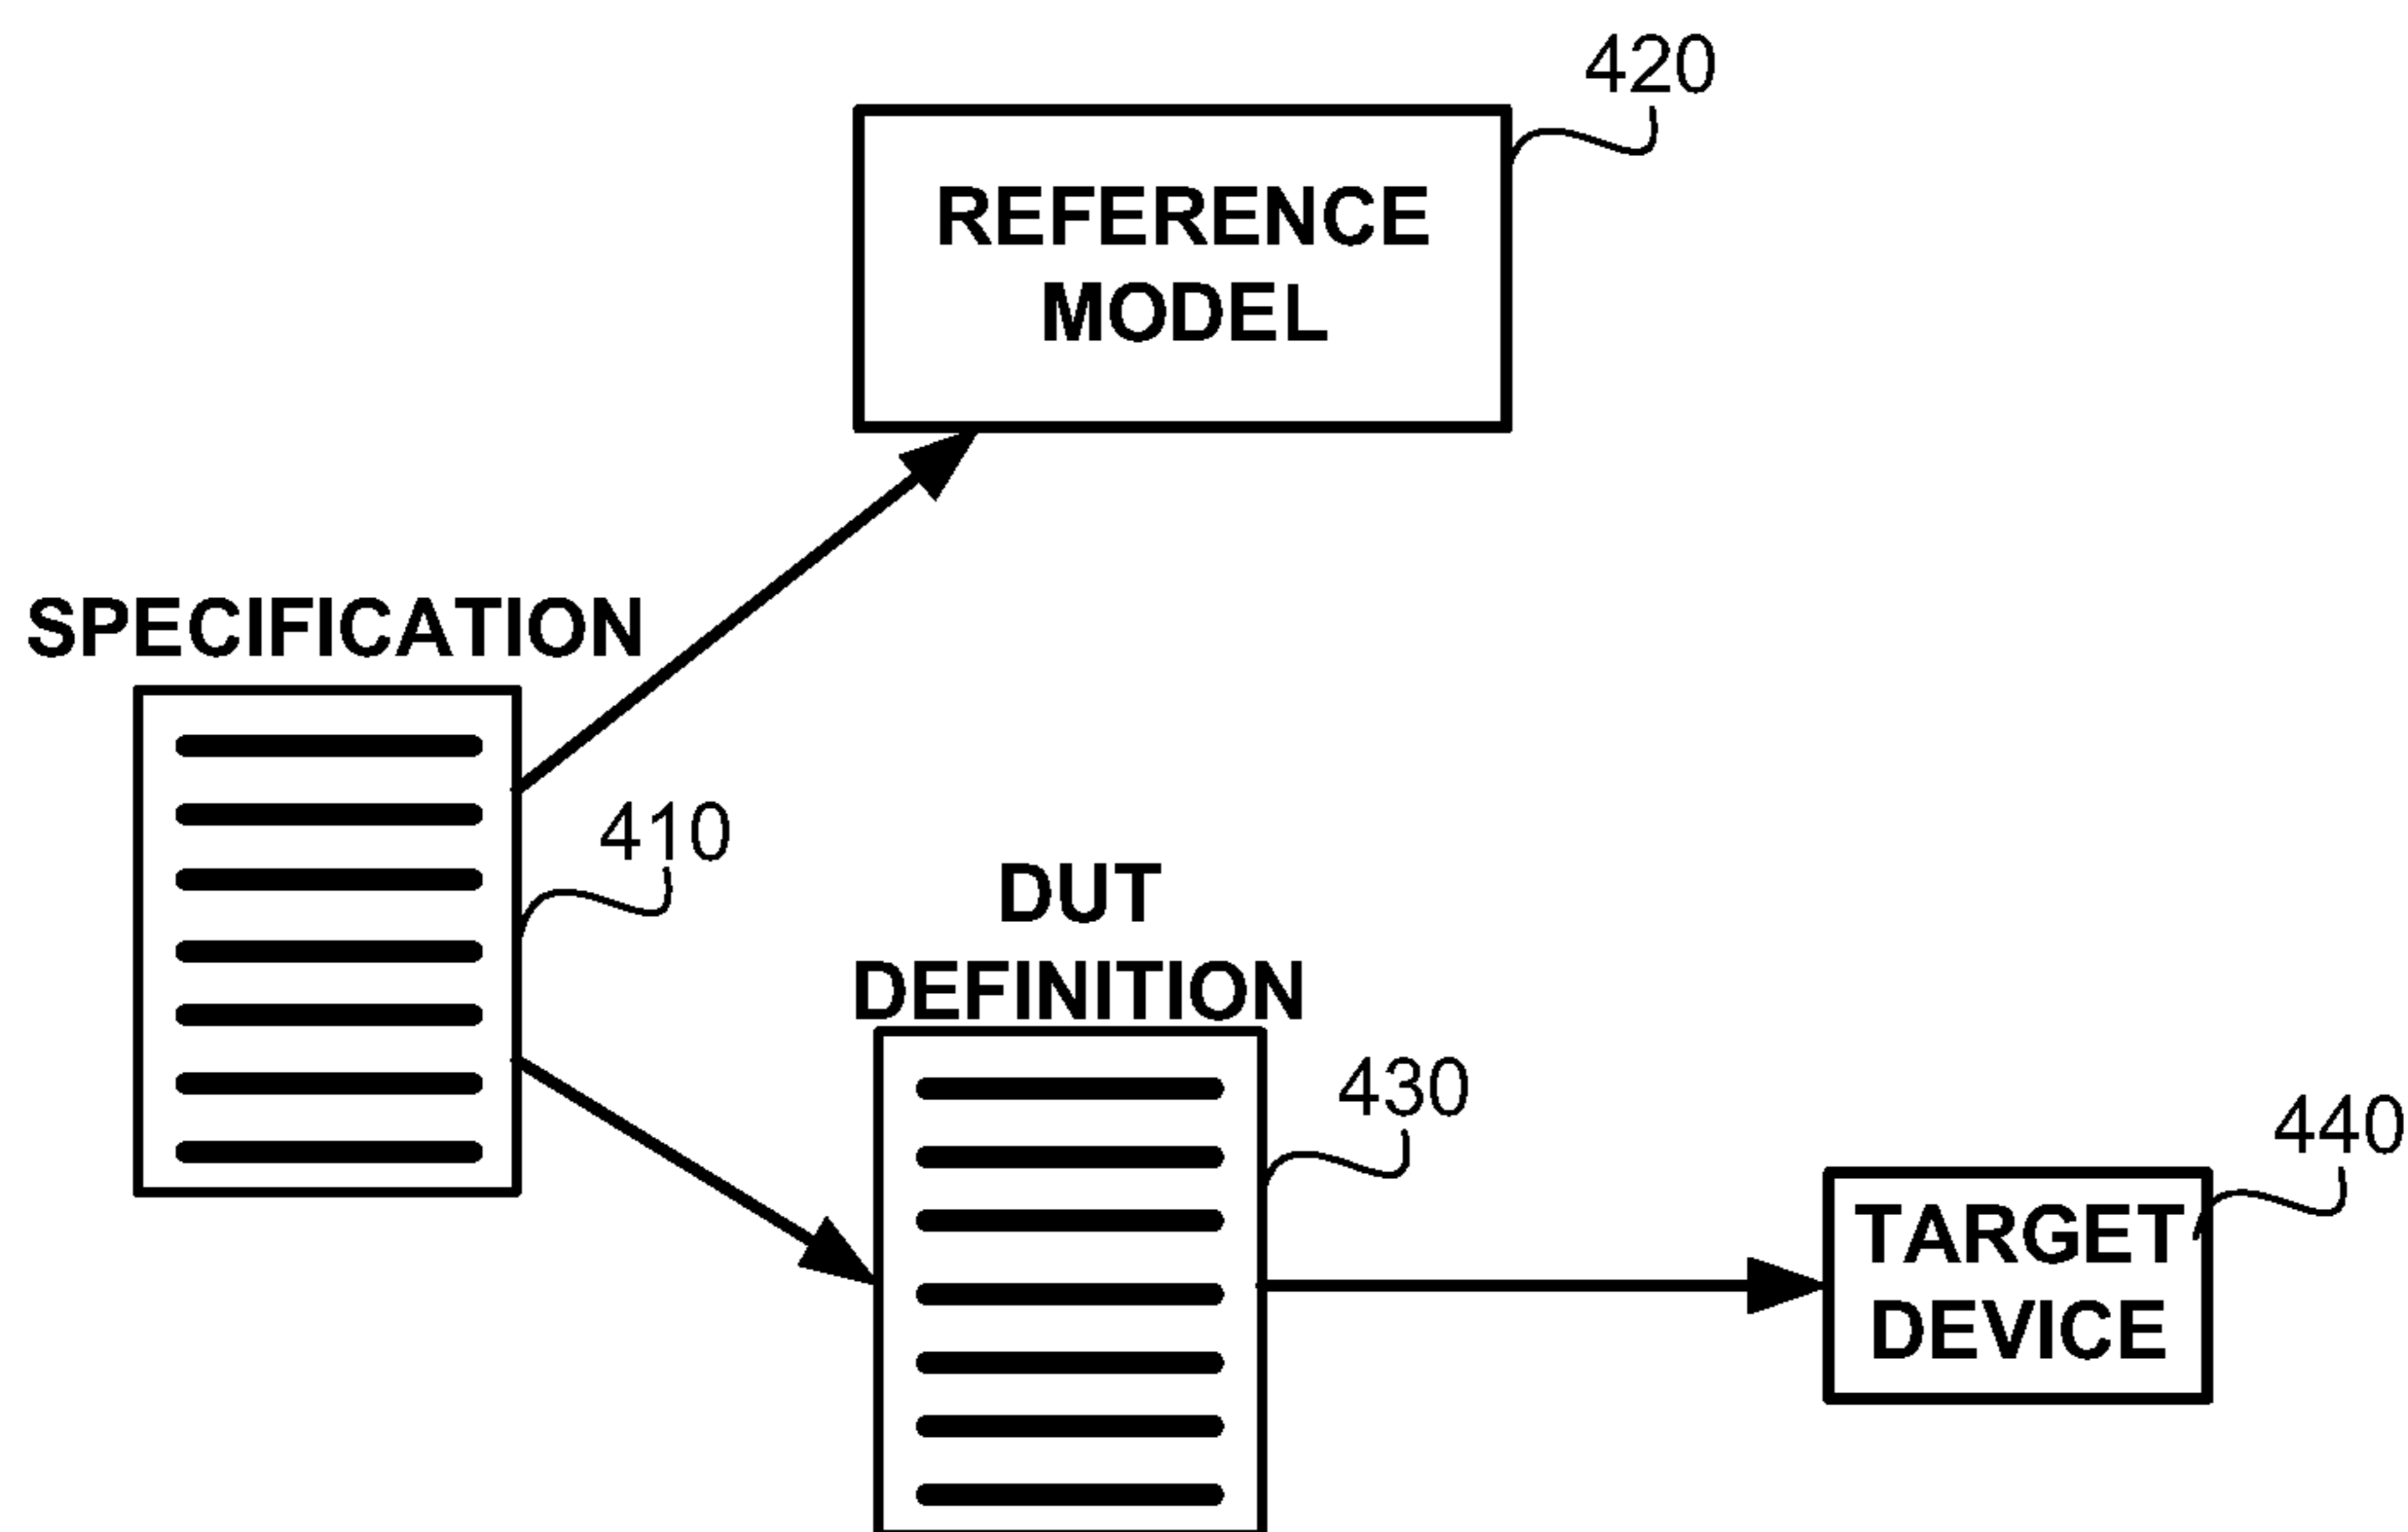 420
REFERENCE
MODEL
SPECIFICATION
410
DUT
DEFINITION
430
440
TARGET
DEVICE